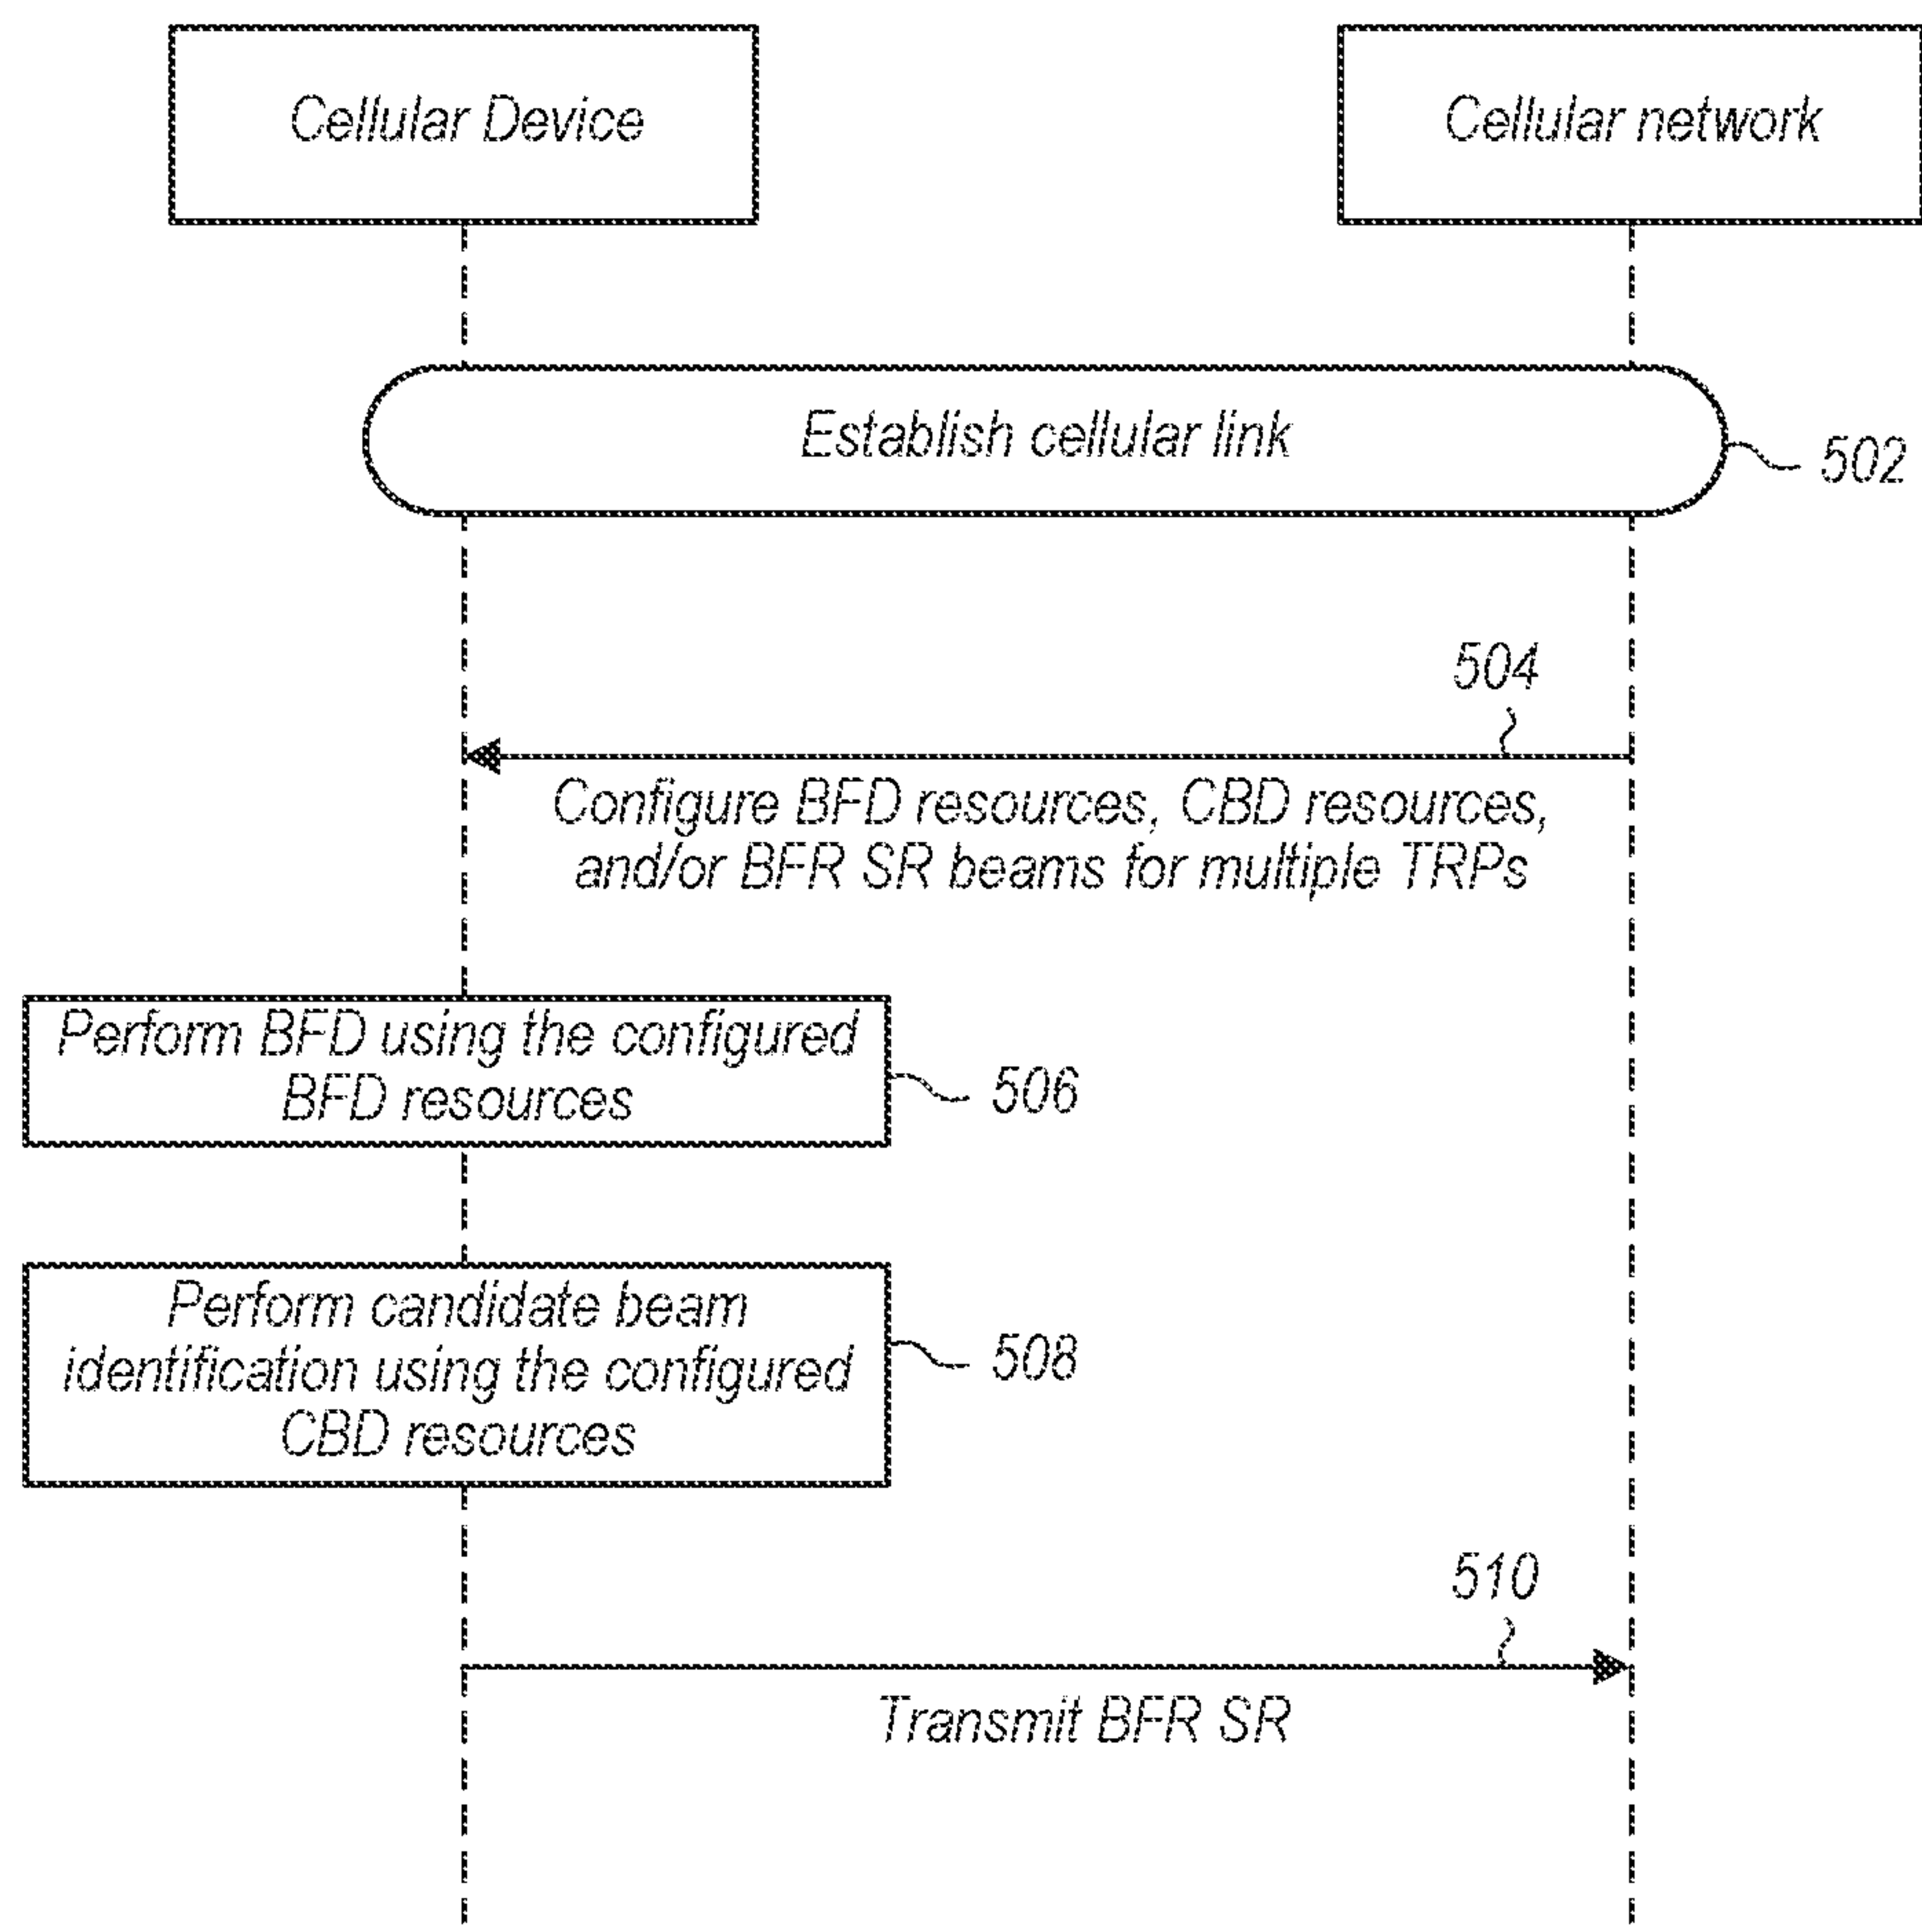 Cellular Device
Cellular network
Establish cellular link
502
504
Configure BFD resources, CBD resources,
and/or BFR SR beams for multiple TRPs
Perform BFD using the configured
BFD resources
506
Perform candidate beam
identification using the configured
CBD resources
508
510
Transmit BFR SR